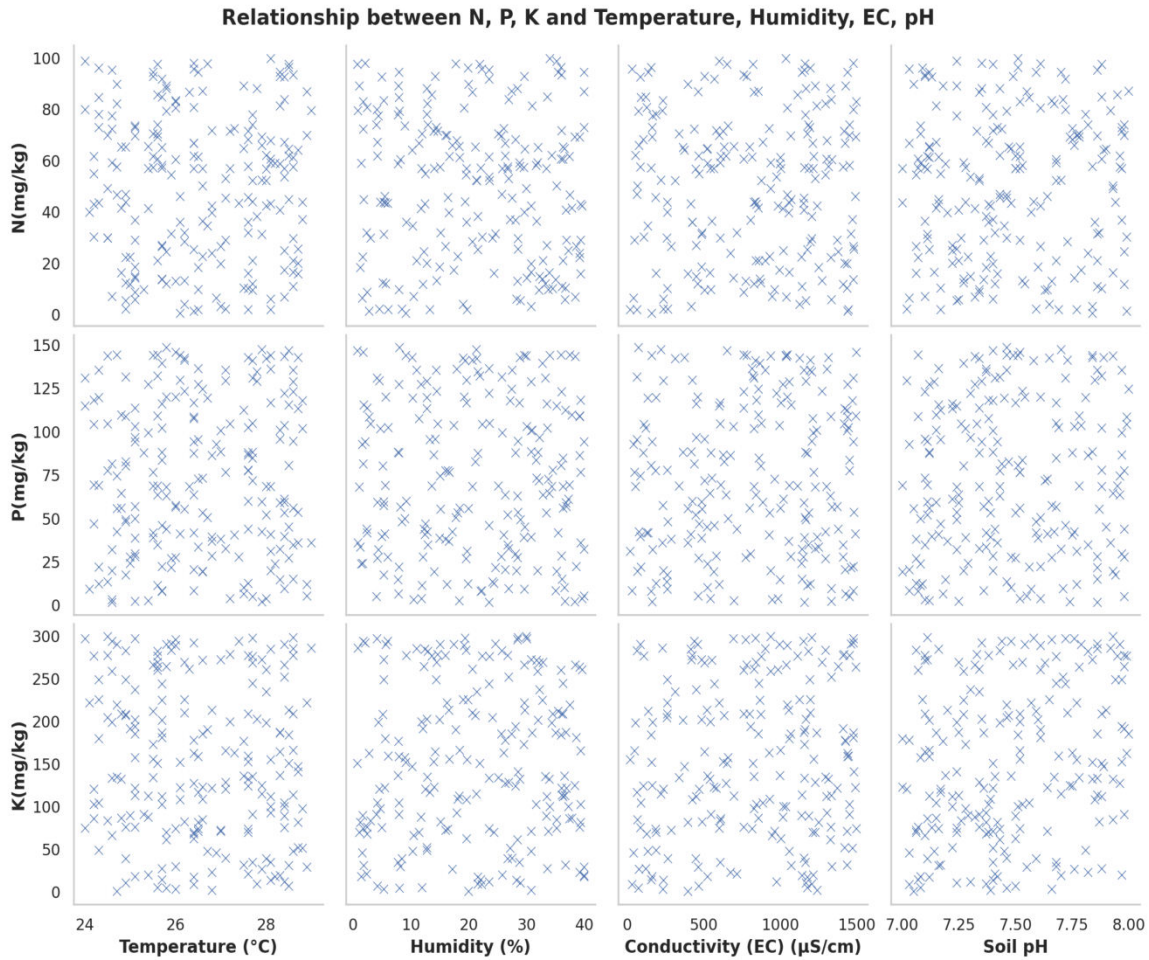 Relationship between N, P, K and Temperature, Humidity, EC, pH
N(mg/kg)
100
80
60
40
20
0
P(mg/kg)
150
125
100
75
50
25
0
K(mg/kg)
300
250
200
150
100
50
0
24 26 28
Temperature (°C)
0 10 20 30 40
Humidity (%)
0 500 1000 1500
Conductivity (EC) (µS/cm)
7.00 7.25 7.50 7.75 8.00
Soil pH